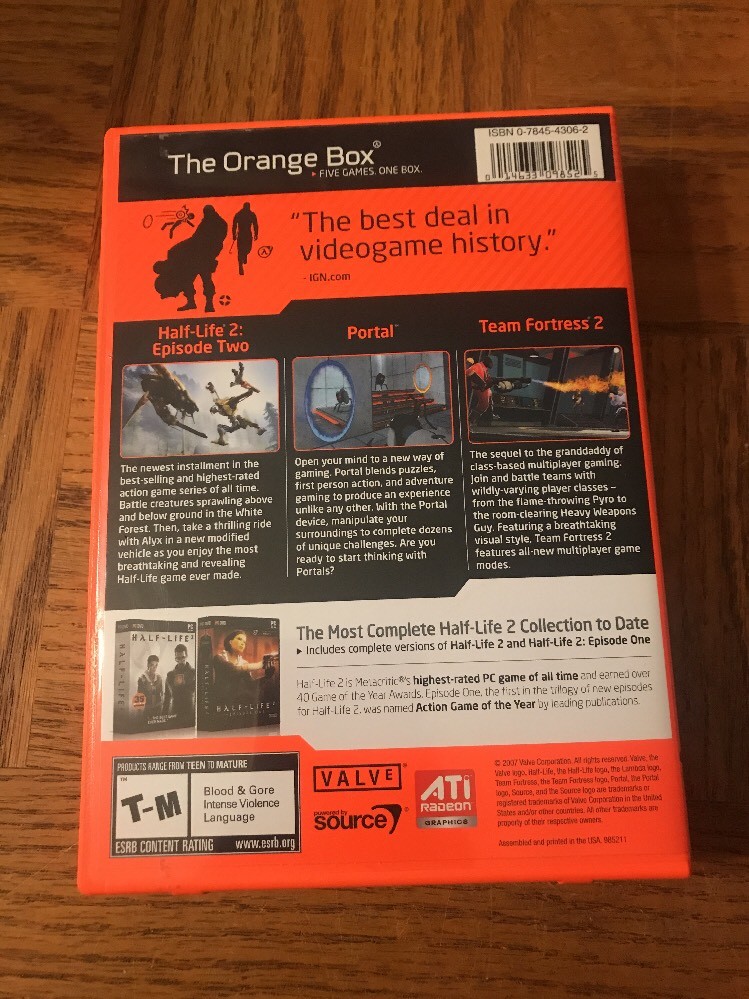 The Orange Box
FIVE GAMES. ONE BOX.
ISBN 0-7845-4306-2
0 14633 09852 5
"The best deal in
videogame history."
- IGN.com
Half-Life® 2:
Episode Two
The newest installment in the
best-selling and highest-rated
action game series of all time.
Battle creatures sprawling above
and below ground in the White
Forest. Then, take a thrilling ride
with Alyx in a new modified
vehicle as you enjoy the most
breathtaking and revealing
Half-Life game ever made.
Portal™
Open your mind to a new way of
gaming. Portal blends puzzles,
first person action, and adventure
gaming to produce an experience
unlike any other. With the Portal
device, manipulate your
surroundings to complete dozens
of unique challenges. Are you
ready to start thinking with
Portals?
Team Fortress 2
The sequel to the granddaddy of
class-based multiplayer gaming.
Join and battle teams with
wildly-varying player classes –
from the flame-throwing Pyro to
the room-clearing Heavy Weapons
Guy. Featuring a breathtaking
visual style, Team Fortress 2
features all-new multiplayer game
modes.
HALF-LIFE²
HALF-LIFE
35
HALF-LIFE²
The Most Complete Half-Life 2 Collection to Date
Includes complete versions of Half-Life 2 and Half-Life 2: Episode One
Half-Life 2 is Metacritic®'s highest-rated PC game of all time and earned over
40 Game of the Year Awards. Episode One, the first in the trilogy of new episodes
for Half-Life 2, was named Action Game of the Year by leading publications.
PRODUCTS RANGE FROM TEEN TO MATURE
T-M
Blood & Gore
Intense Violence
Language
ESRB CONTENT RATING www.esrb.org
VALVE®
powered by
source
ATI
RADEON
GRAPHICS
© 2007 Valve Corporation. All rights reserved. Valve, the
Valve logo, Half-Life, the Half-Life logo, the Lambda logo,
Team Fortress, the Team Fortress logo, Portal, the Portal
logo, Source, and the Source logo are trademarks or
registered trademarks of Valve Corporation in the United
States and/or other countries. All other trademarks are
property of their respective owners.
Assembled and printed in the USA. 985211